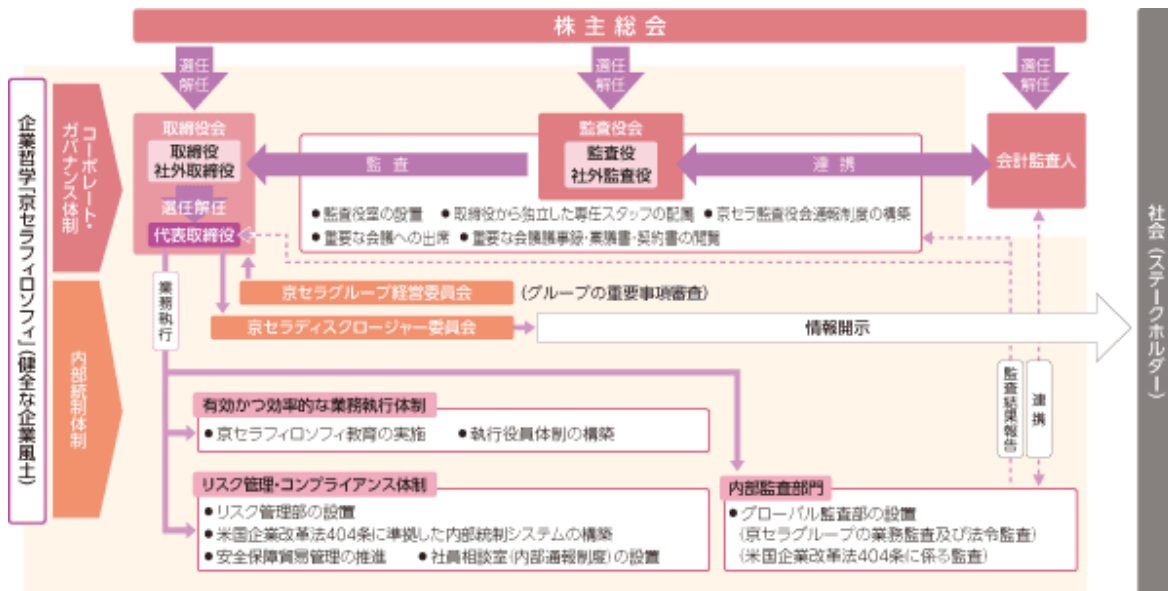 株主総会
選任
解任
選任
解任
選任
解任
企業哲学「京セラフィロソフィ」(健全な企業風土)
コーポレート・
ガバナンス体制
取締役会
取締役
社外取締役
選任解任
代表取締役
監査
監査役会
監査役
社外監査役
連携
会計監査人
●監査役室の設置 ●取締役から独立した専任スタッフの配属 ●京セラ監査役会通報制度の構築
●重要な会議への出席 ●重要な会議議事録・稟議書・契約書の閲覧
社会(ステークホルダー)
業務執行
京セラグループ経営委員会 (グループの重要事項審査)
京セラディスクロージャー委員会
情報開示
内部統制体制
有効かつ効率的な業務執行体制
●京セラフィロソフィ教育の実施 ●執行役員体制の構築
監査結果報告
連携
リスク管理・コンプライアンス体制
●リスク管理部の設置
●米国企業改革法404条に準拠した内部統制システムの構築
●安全保障貿易管理の推進 ●社員相談室(内部通報制度)の設置
内部監査部門
●グローバル監査部の設置
(京セラグループの業務監査及び法令監査)
(米国企業改革法404条に係る監査)